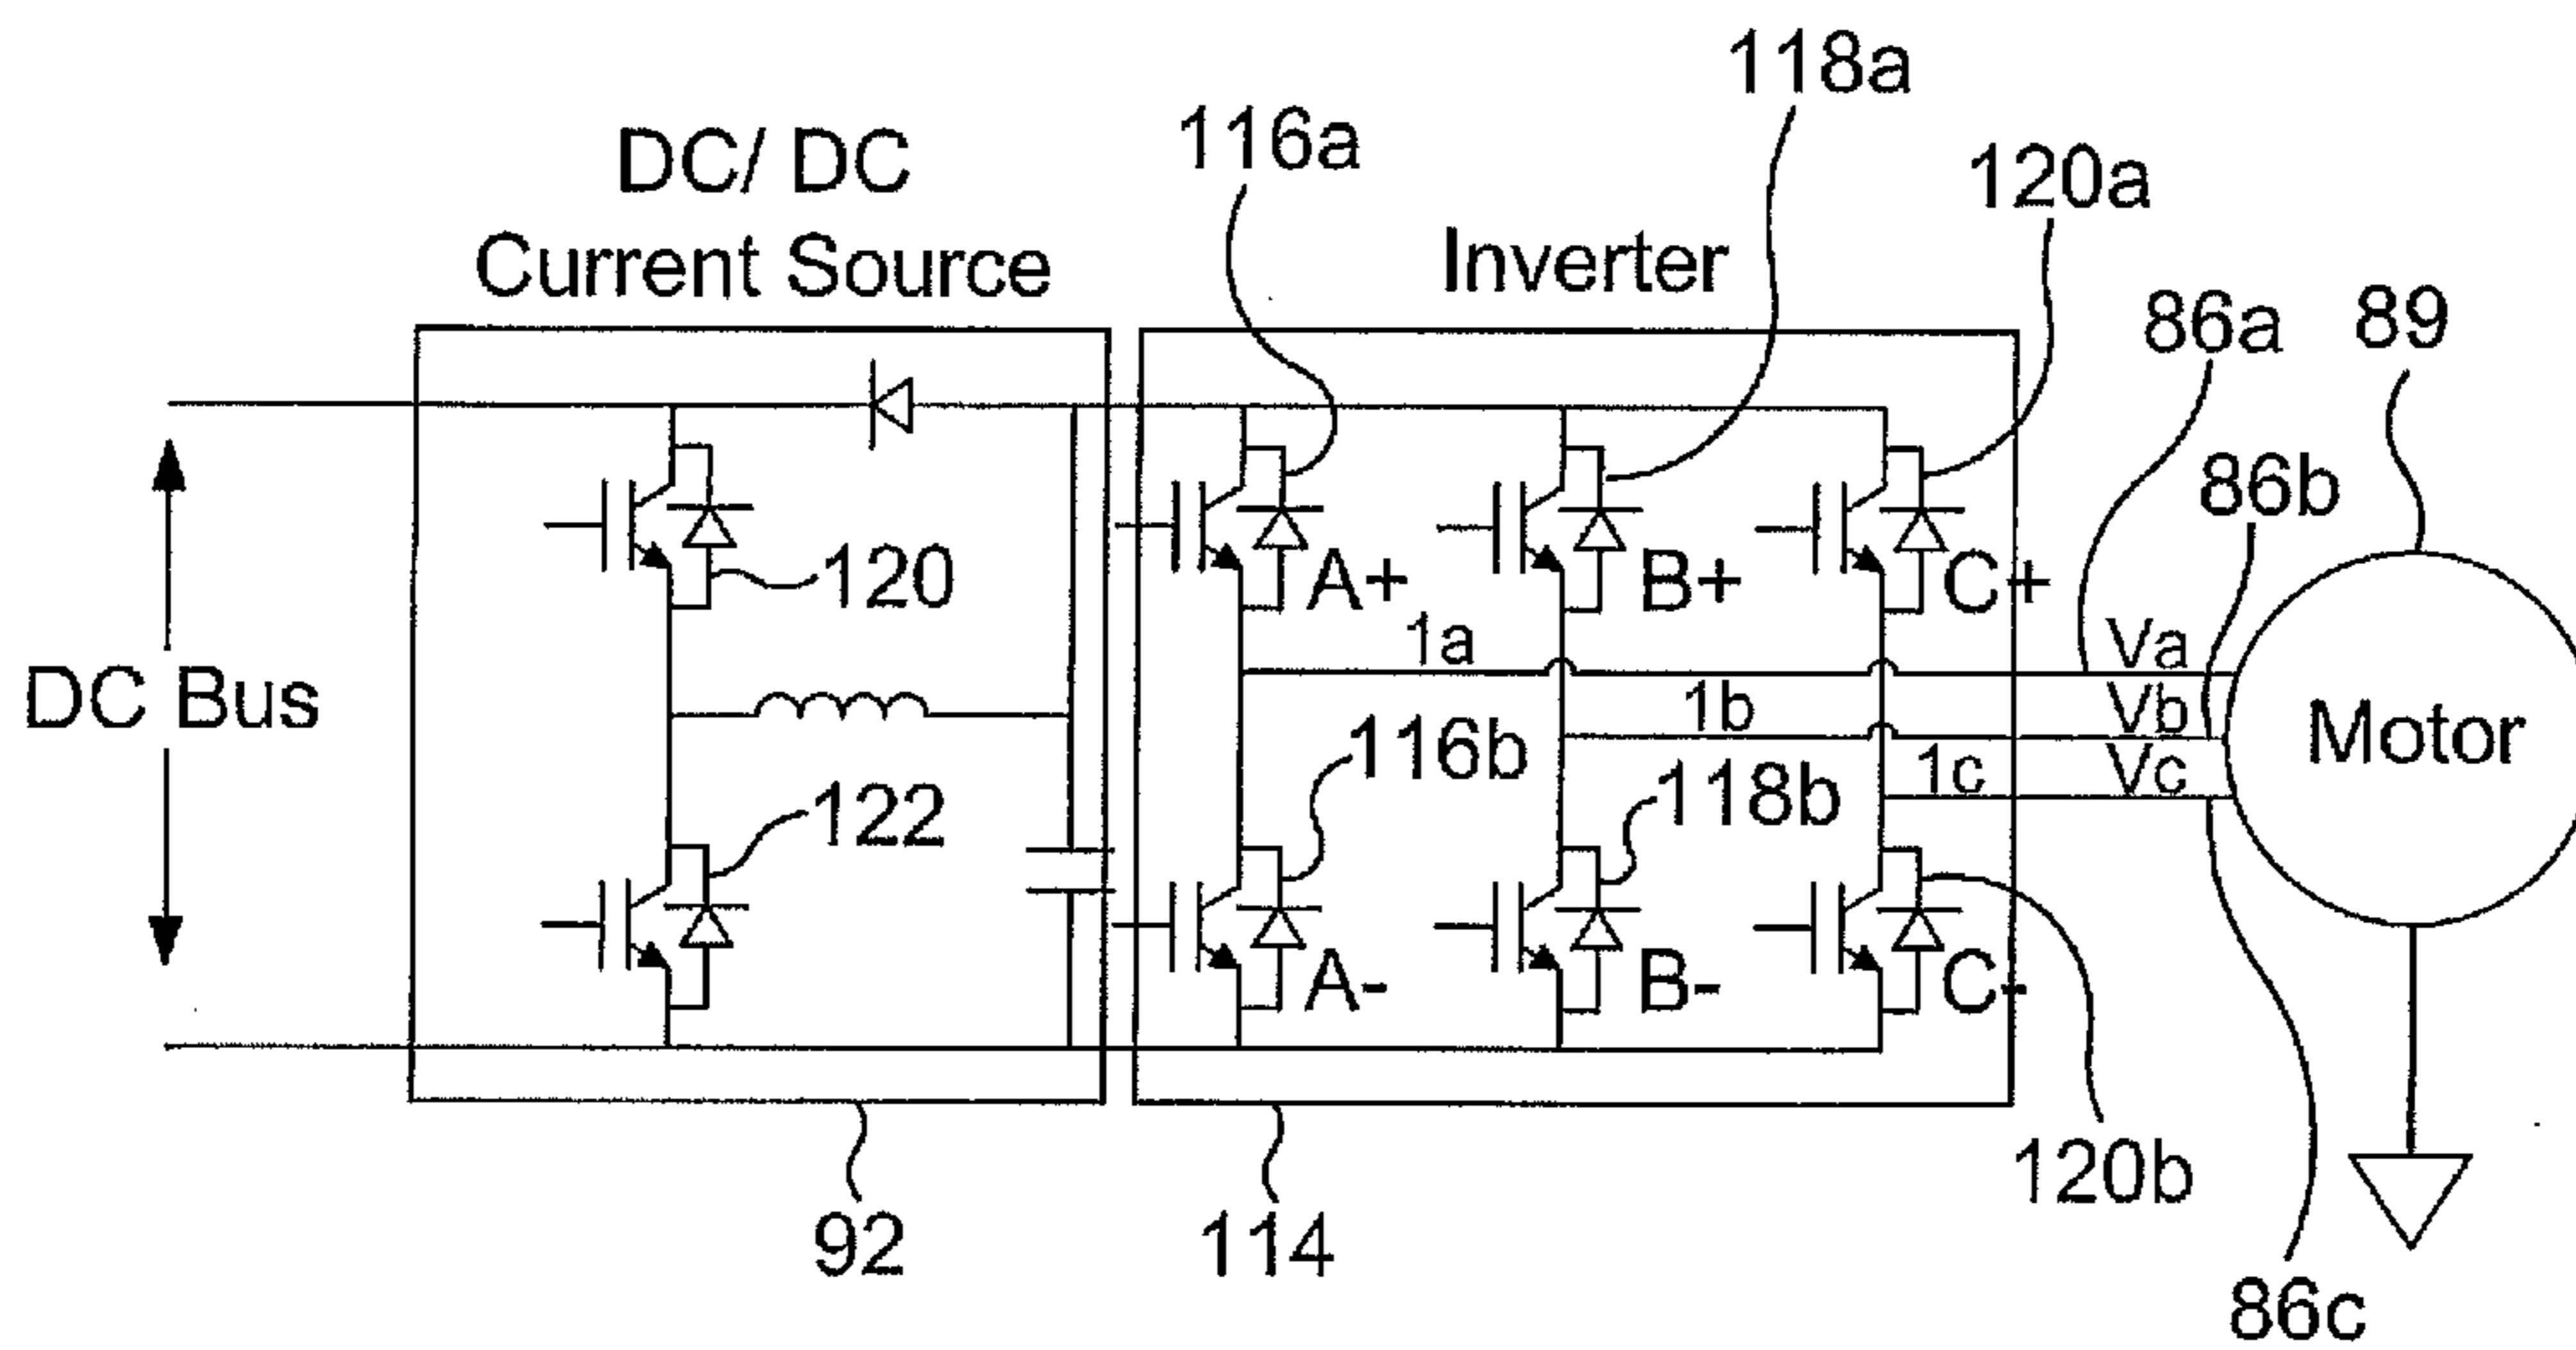 118a
116a
DC/ DC
120a
Current Source
Inverter
86a
89
86b
120
A+
B+
C+
1a
Va
DC Bus
1b
Vb
Motor
116b
1c
Vc
118b
122
A-
B-
C-
120b
92
114
86c